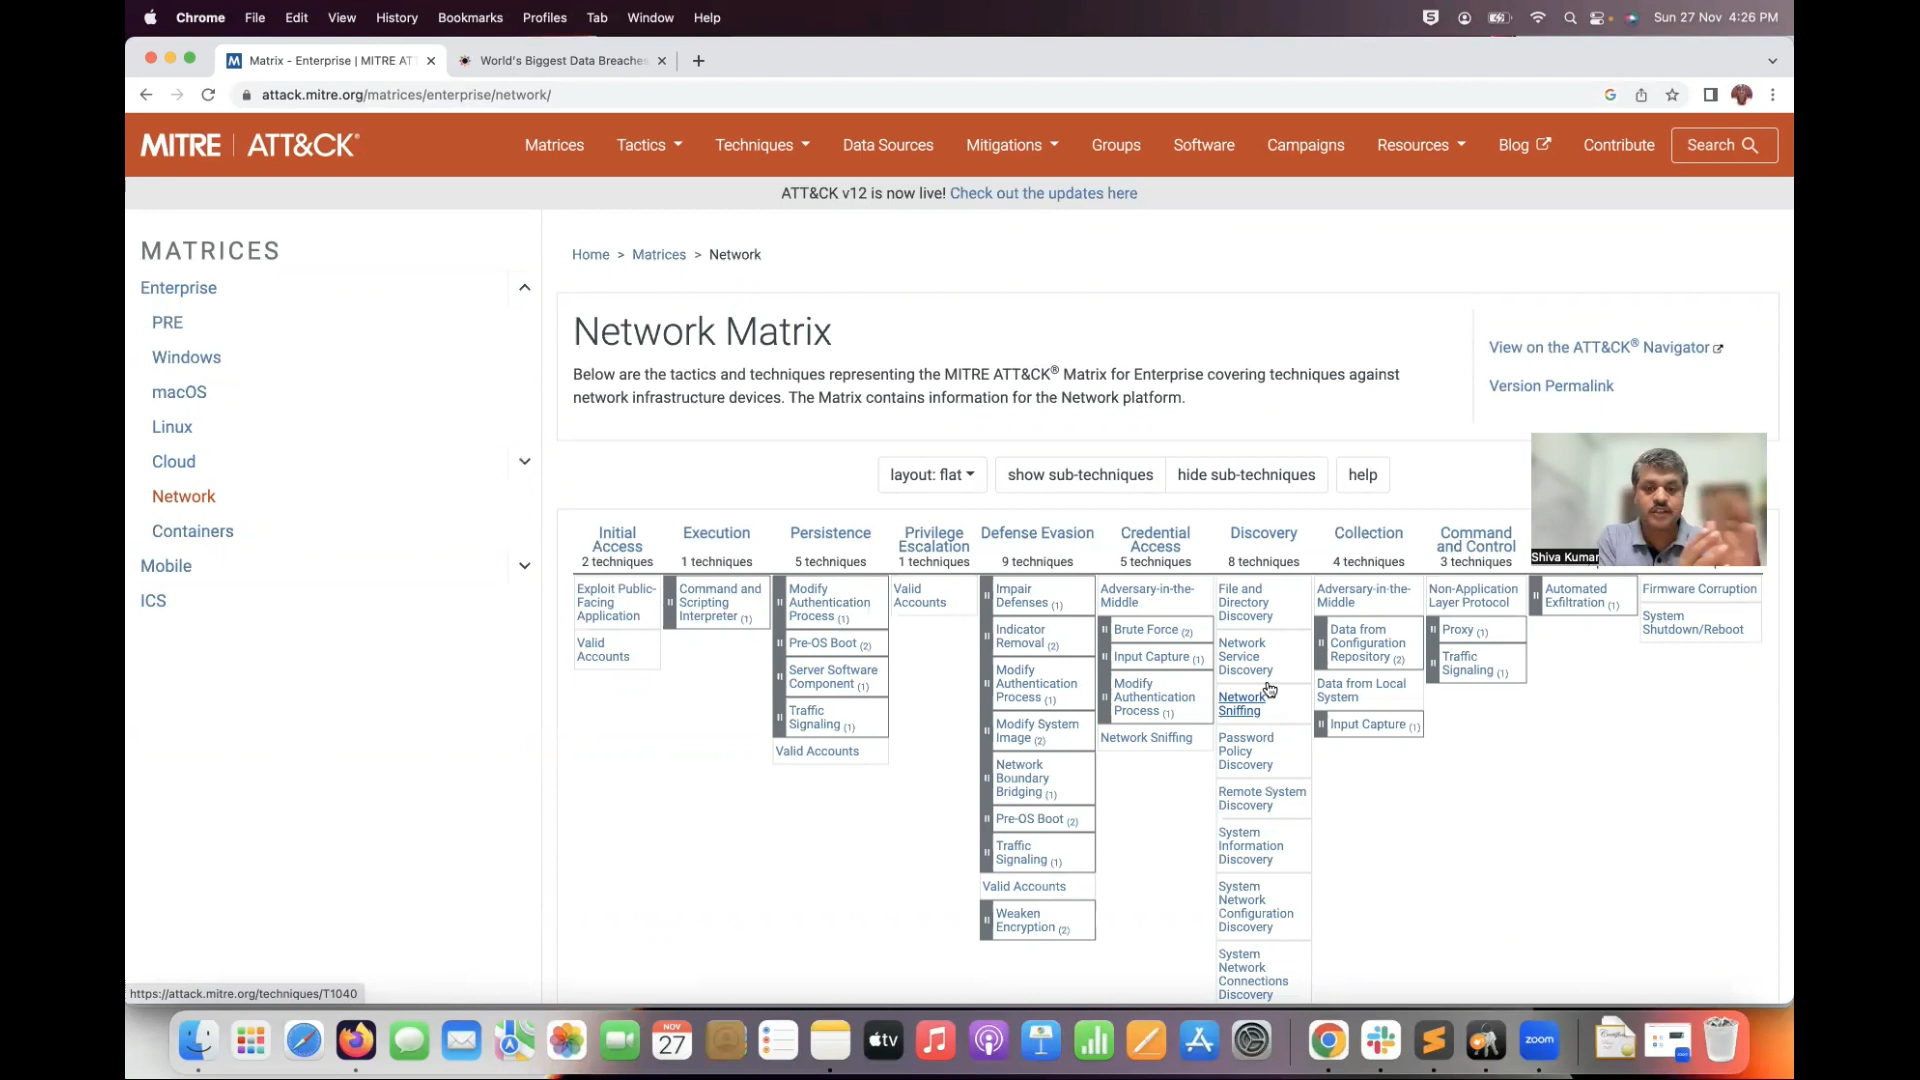 Chrome File Edit View History Bookmarks Profiles Tab Window Help
Sun 27 Nov 4:26 PM
Matrix - Enterprise | MITRE AT
World's Biggest Data Breaches
attack.mitre.org/matrices/enterprise/network/
MITRE | ATT&CK®
Matrices Tactics Techniques Data Sources Mitigations Groups Software Campaigns Resources Blog Contribute Search
ATT&CK v12 is now live! Check out the updates here
MATRICES
Enterprise
PRE
Windows
macOS
Linux
Cloud
Network
Containers
Mobile
ICS
Home > Matrices > Network
Network Matrix
Below are the tactics and techniques representing the MITRE ATT&CK® Matrix for Enterprise covering techniques against
network infrastructure devices. The Matrix contains information for the Network platform.
View on the ATT&CK® Navigator
Version Permalink
layout: flat show sub-techniques hide sub-techniques help
Shiva Kumar
Initial
Access
2 techniques
Exploit Public-
Facing
Application
Valid
Accounts
Execution
1 techniques
Command and
Scripting
Interpreter (1)
Persistence
5 techniques
Modify
Authentication
Process (1)
Pre-OS Boot (2)
Server Software
Component (1)
Traffic
Signaling (1)
Valid Accounts
Privilege
Escalation
1 techniques
Valid
Accounts
Defense Evasion
9 techniques
Impair
Defenses (1)
Indicator
Removal (2)
Modify
Authentication
Process (1)
Modify System
Image (2)
Network
Boundary
Bridging (1)
Pre-OS Boot (2)
Traffic
Signaling (1)
Valid Accounts
Weaken
Encryption (2)
Credential
Access
5 techniques
Adversary-in-the-
Middle
Brute Force (2)
Input Capture (1)
Modify
Authentication
Process (1)
Network Sniffing
Discovery
8 techniques
File and
Directory
Discovery
Network
Service
Discovery
Network
Sniffing
Password
Policy
Discovery
Remote System
Discovery
System
Information
Discovery
System
Network
Configuration
Discovery
System
Network
Connections
Discovery
Collection
4 techniques
Adversary-in-the-
Middle
Data from
Configuration
Repository (2)
Data from Local
System
Input Capture (1)
Command
and Control
3 techniques
Non-Application
Layer Protocol
Proxy (1)
Traffic
Signaling (1)
Automated
Exfiltration (1)
Firmware Corruption
System
Shutdown/Reboot
https://attack.mitre.org/techniques/T1040
NOV
27
tv
zoom